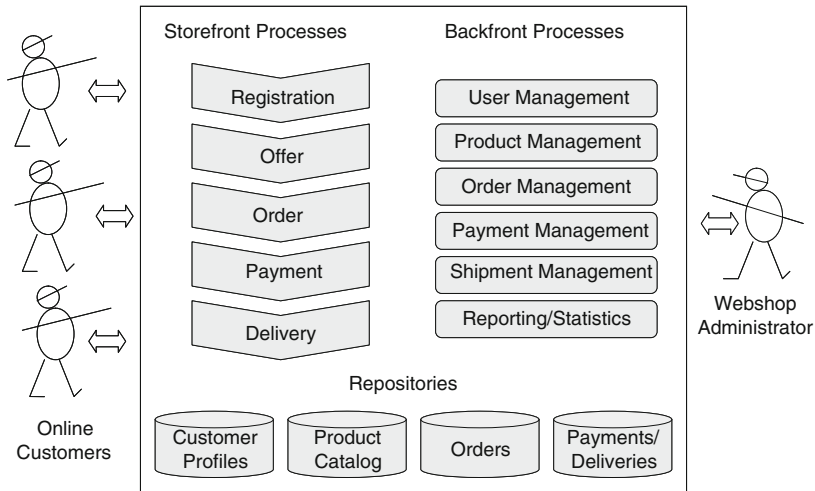 Storefront Processes
Backfront Processes
Registration
Offer
Order
Payment
Delivery
User Management
Product Management
Order Management
Payment Management
Shipment Management
Reporting/Statistics
Repositories
Customer
Profiles
Product
Catalog
Orders
Payments/
Deliveries
Online
Customers
Webshop
Administrator